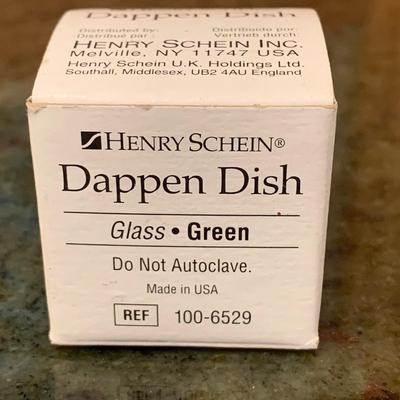 Dappen Dish
Distributed by: Distribuido por:
Distribué par : Vertrieb durch:
HENRY SCHEIN INC.
Melville, NY 11747 USA
Henry Schein U.K. Holdings Ltd.
Southall, Middlesex, UB2 4AU England
HENRY SCHEIN®
Dappen Dish
Glass • Green
Do Not Autoclave.
Made in USA
REF 100-6529